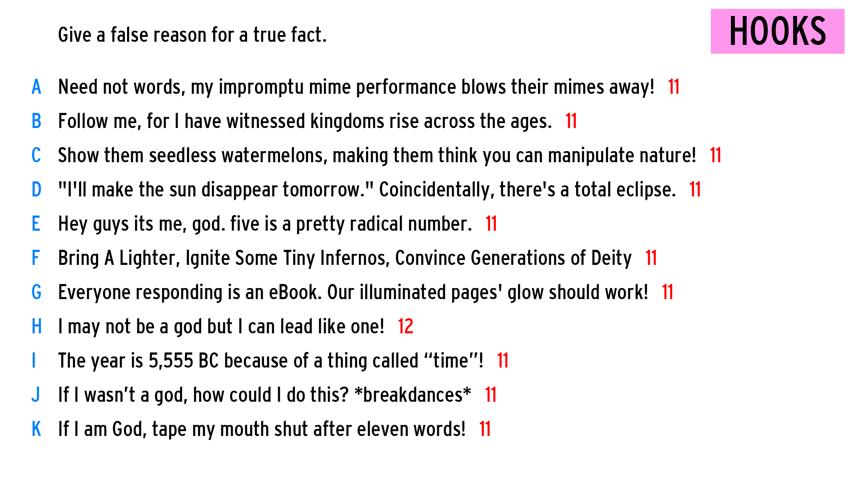 HOOKS
Give a false reason for a true fact.
A Need not words, my impromptu mime performance blows their mimes away! 11
B Follow me, for I have witnessed kingdoms rise across the ages. 11
C Show them seedless watermelons, making them think you can manipulate nature! 11
D "I'll make the sun disappear tomorrow." Coincidentally, there's a total eclipse. 11
E Hey guys its me, god. five is a pretty radical number. 11
F Bring A Lighter, Ignite Some Tiny Infernos, Convince Generations of Deity 11
G Everyone responding is an eBook. Our illuminated pages' glow should work! 11
H I may not be a god but I can lead like one! 12
I The year is 5,555 BC because of a thing called “time”! 11
J If I wasn’t a god, how could I do this? *breakdances* 11
K If I am God, tape my mouth shut after eleven words! 11